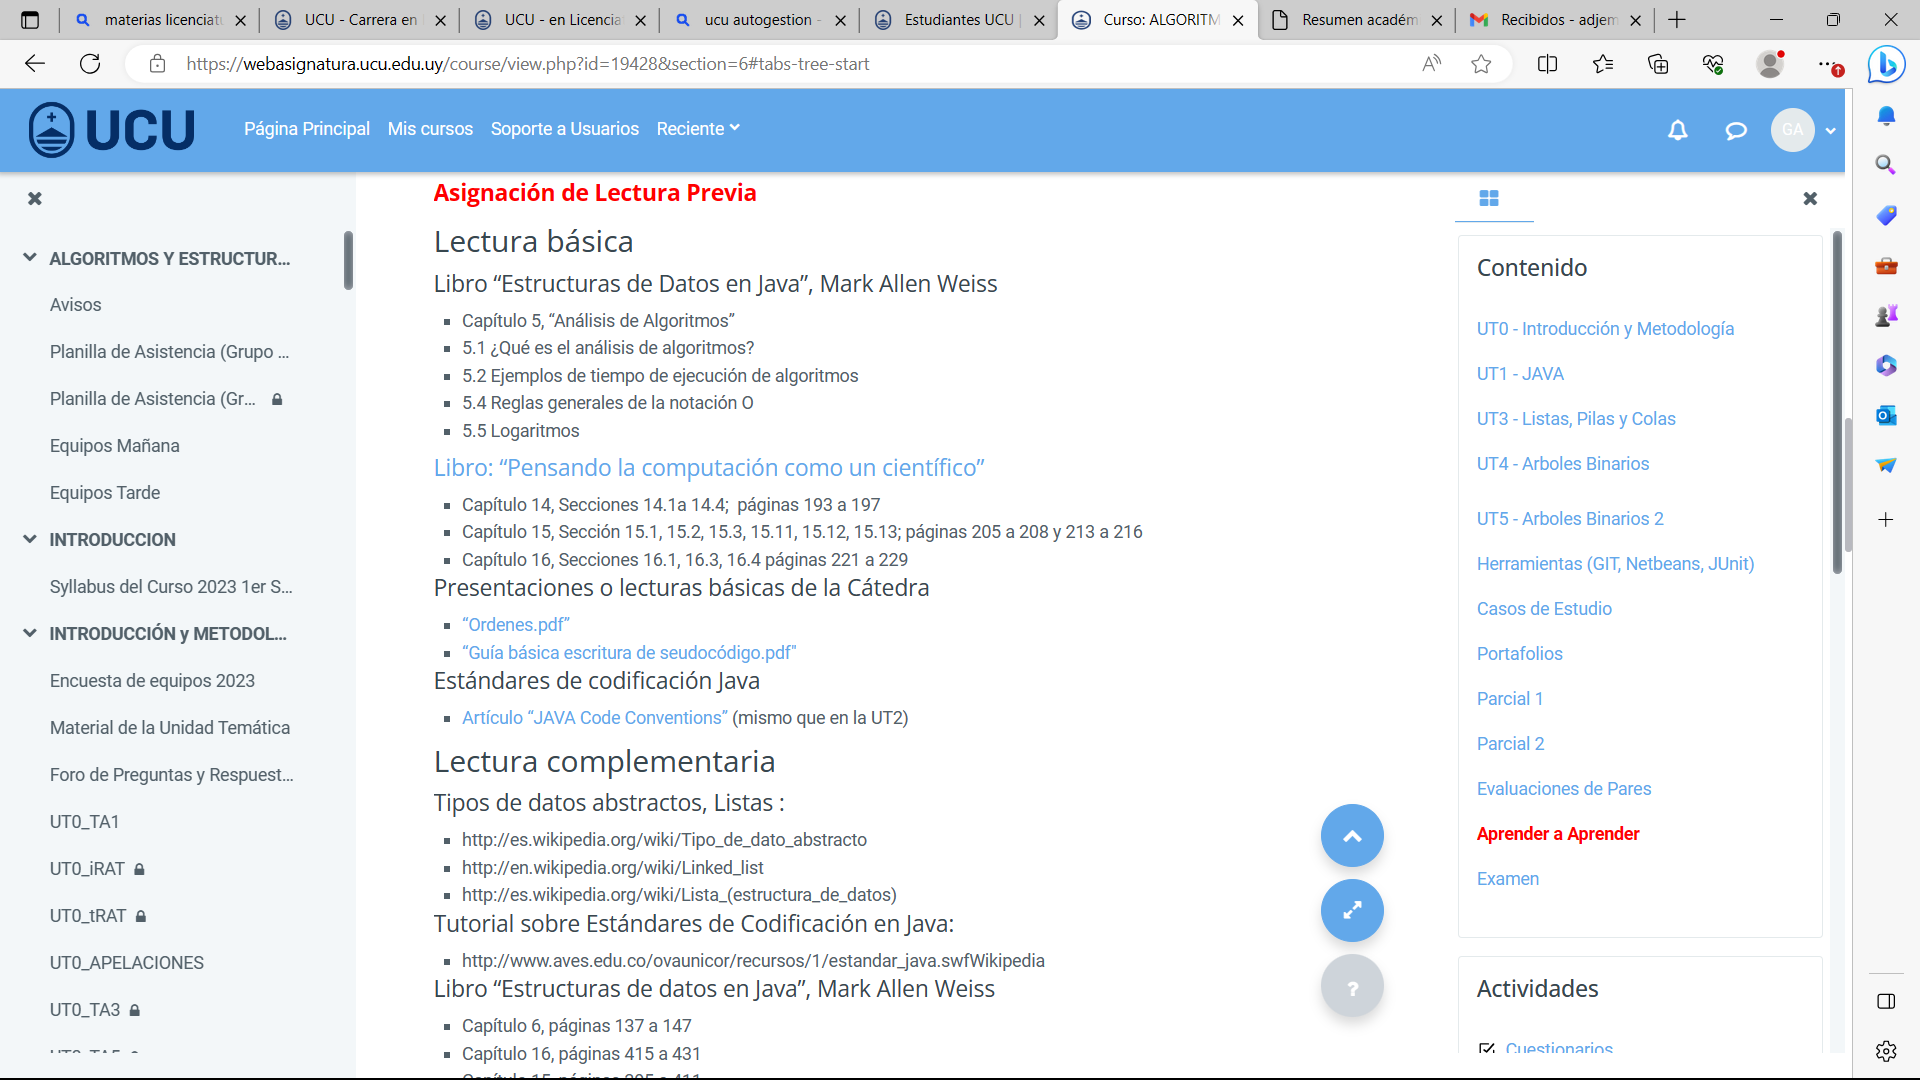 materias licenciat
UCU - Carrera en
UCU - en Licencia
ucu autogestion -
Estudiantes UCU |
Curso: ALGORITM
Resumen académ
Recibidos - adjem
https://webasignatura.ucu.edu.uy/course/view.php?id=19428&section=6#tabs-tree-start
UCU
Página Principal
Mis cursos
Soporte a Usuarios
Reciente
GA
ALGORITMOS Y ESTRUCTUR...
Avisos
Planilla de Asistencia (Grupo ...
Planilla de Asistencia (Gr...
Equipos Mañana
Equipos Tarde
INTRODUCCION
Syllabus del Curso 2023 1er S...
INTRODUCCIÓN y METODOL...
Encuesta de equipos 2023
Material de la Unidad Temática
Foro de Preguntas y Respuest...
UT0_TA1
UT0_iRAT
UT0_tRAT
UT0_APELACIONES
UT0_TA3
Asignación de Lectura Previa
Lectura básica
Libro “Estructuras de Datos en Java”, Mark Allen Weiss
Capítulo 5, “Análisis de Algoritmos”
5.1 ¿Qué es el análisis de algoritmos?
5.2 Ejemplos de tiempo de ejecución de algoritmos
5.4 Reglas generales de la notación O
5.5 Logaritmos
Libro: “Pensando la computación como un científico”
Capítulo 14, Secciones 14.1a 14.4;  páginas 193 a 197
Capítulo 15, Sección 15.1, 15.2, 15.3, 15.11, 15.12, 15.13; páginas 205 a 208 y 213 a 216
Capítulo 16, Secciones 16.1, 16.3, 16.4 páginas 221 a 229
Presentaciones o lecturas básicas de la Cátedra
“Ordenes.pdf”
“Guía básica escritura de seudocódigo.pdf"
Estándares de codificación Java
Artículo “JAVA Code Conventions” (mismo que en la UT2)
Lectura complementaria
Tipos de datos abstractos, Listas :
http://es.wikipedia.org/wiki/Tipo_de_dato_abstracto
http://en.wikipedia.org/wiki/Linked_list
http://es.wikipedia.org/wiki/Lista_(estructura_de_datos)
Tutorial sobre Estándares de Codificación en Java:
http://www.aves.edu.co/ovaunicor/recursos/1/estandar_java.swfWikipedia
Libro “Estructuras de datos en Java”, Mark Allen Weiss
Capítulo 6, páginas 137 a 147
Capítulo 16, páginas 415 a 431
Contenido
UT0 - Introducción y Metodología
UT1 - JAVA
UT3 - Listas, Pilas y Colas
UT4 - Arboles Binarios
UT5 - Arboles Binarios 2
Herramientas (GIT, Netbeans, JUnit)
Casos de Estudio
Portafolios
Parcial 1
Parcial 2
Evaluaciones de Pares
Aprender a Aprender
Examen
Actividades
Cuestionarios